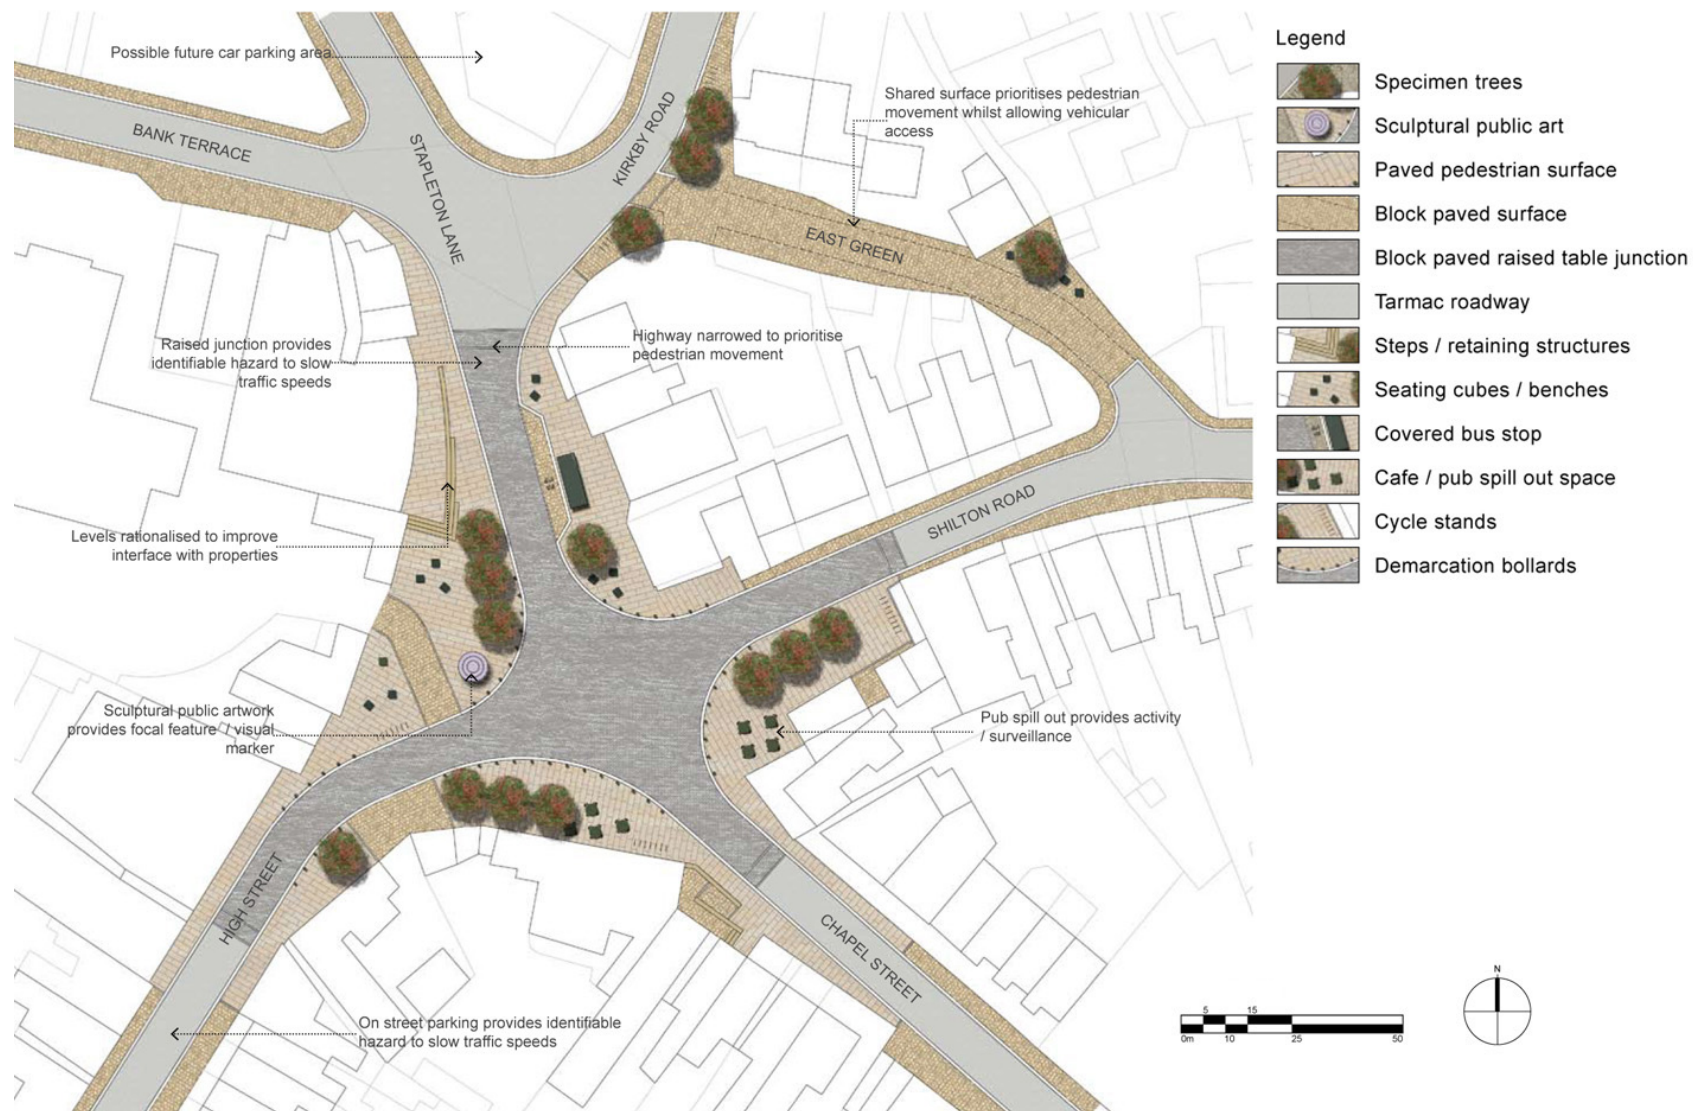 Possible future car parking area
BANK TERRACE
STAPLETON LANE
KIRKBY ROAD
Shared surface prioritises pedestrian
movement whilst allowing vehicular
access
EAST GREEN
Raised junction provides
identifiable hazard to slow
traffic speeds
Highway narrowed to prioritise
pedestrian movement
SHILTON ROAD
Levels rationalised to improve
interface with properties
Sculptural public artwork
provides focal feature / visual
marker
Pub spill out provides activity
/ surveillance
HIGH STREET
CHAPEL STREET
On street parking provides identifiable
hazard to slow traffic speeds
Legend
Specimen trees
Sculptural public art
Paved pedestrian surface
Block paved surface
Block paved raised table junction
Tarmac roadway
Steps / retaining structures
Seating cubes / benches
Covered bus stop
Cafe / pub spill out space
Cycle stands
Demarcation bollards
N
5 15
0m 10 25 50